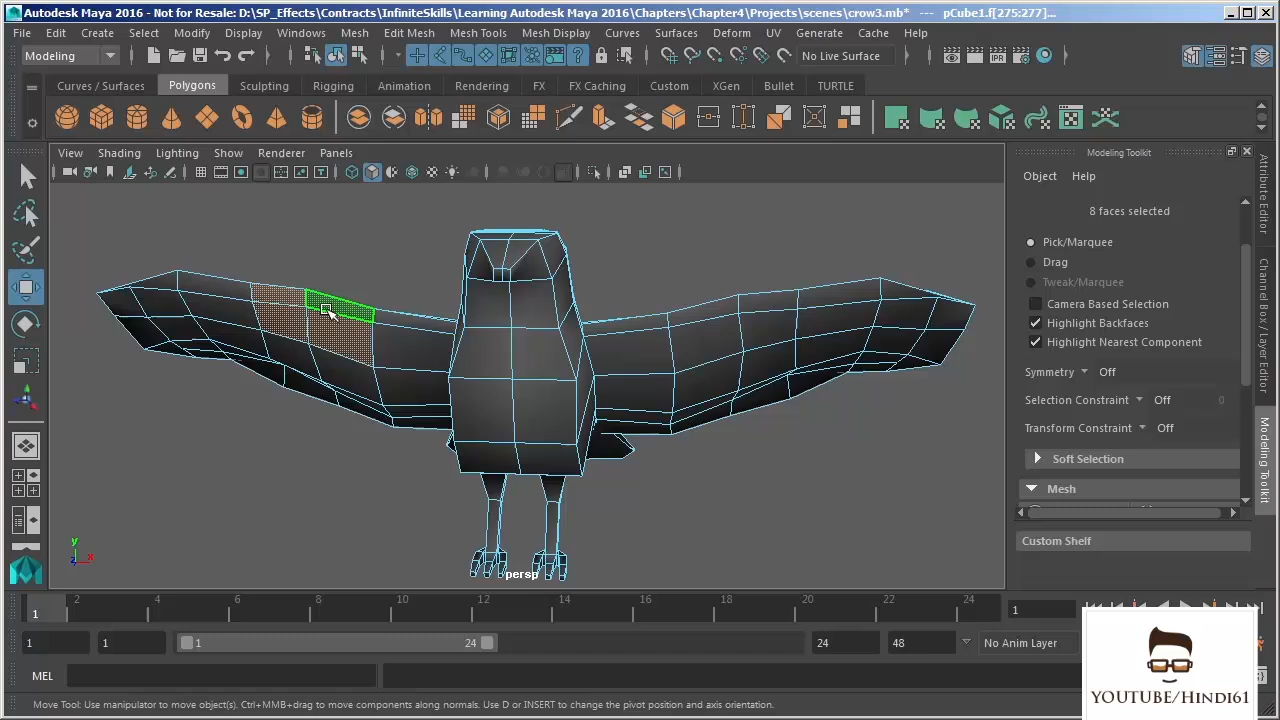 Autodesk Maya 2016 - Not for Resale: D:\SP_Effects\Contracts\InfiniteSkills\Learning Autodesk Maya 2016\Chapters\Chapter4\Projects\scenes\crow3.mb* --- pCube1.f[275:277]...
File Edit Create Select Modify Display Windows Mesh Edit Mesh Mesh Tools Mesh Display Curves Surfaces Deform UV Generate Cache Help
Modeling
No Live Surface
Curves / Surfaces Polygons Sculpting Rigging Animation Rendering FX FX Caching Custom XGen Bullet TURTLE
View Shading Lighting Show Renderer Panels
Modeling Toolkit
Object Help
8 faces selected
Pick/Marquee
Drag
Tweak/Marquee
Camera Based Selection
Highlight Backfaces
Highlight Nearest Component
Symmetry Off
Selection Constraint Off 0
Transform Constraint Off
Soft Selection
Mesh
Custom Shelf
Attribute Editor
Channel Box / Layer Editor
Modeling Toolkit
y
z x
persp
1 2 4 6 8 10 12 14 16 18 20 22 24 1
1 1 1 24 24 48 No Anim Layer
MEL
Move Tool: Use manipulator to move object(s). Ctrl+MMB+drag to move components along normals. Use D or INSERT to change the pivot position and axis orientation.
YOUTUBE/HINDI61